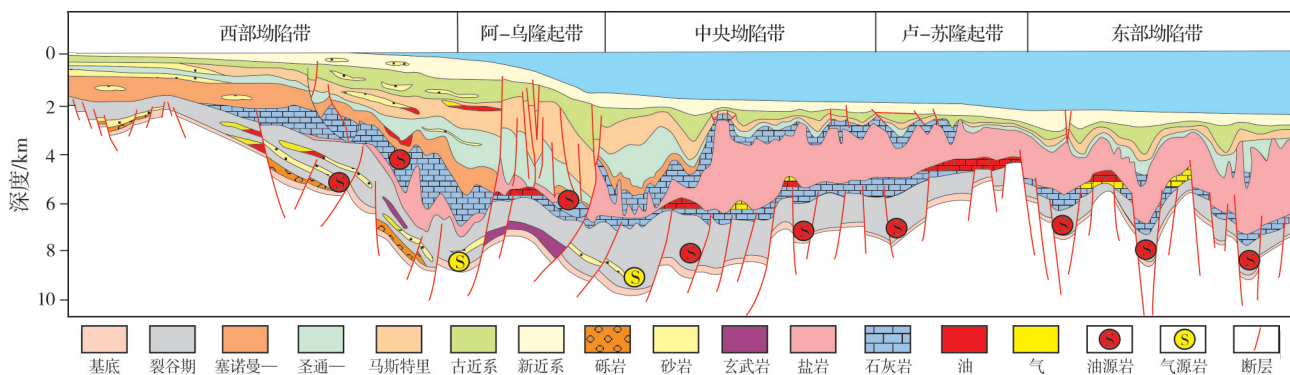 西部坳陷带
阿-乌隆起带
中央坳陷带
卢-苏隆起带
东部坳陷带
深度/km
0
2
4
6
8
10
S
S
S
S
S
S
S
S
S
S
S
S
S
基底
裂谷期
塞诺曼—
圣通—
马斯特里
古近系
新近系
砾岩
砂岩
玄武岩
盐岩
石灰岩
油
气
油源岩
气源岩
断层